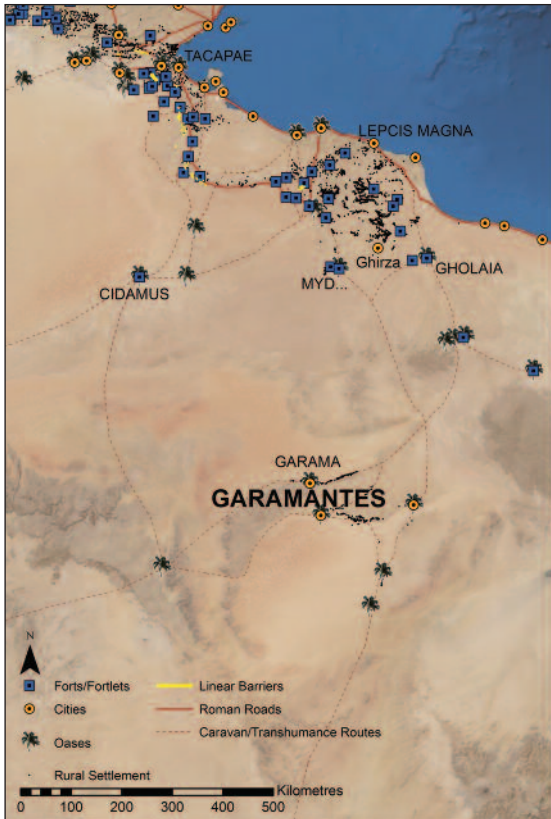 TACAPAE
LEPCIS MAGNA
Ghirza
CIDAMUS
MYD...
GHOLAIA
GARAMA
GARAMANTES
N
Forts/Fortlets
Linear Barriers
Cities
Roman Roads
Oases
Caravan/Transhumance Routes
Rural Settlement
Kilometres
0 100 200 300 400 500